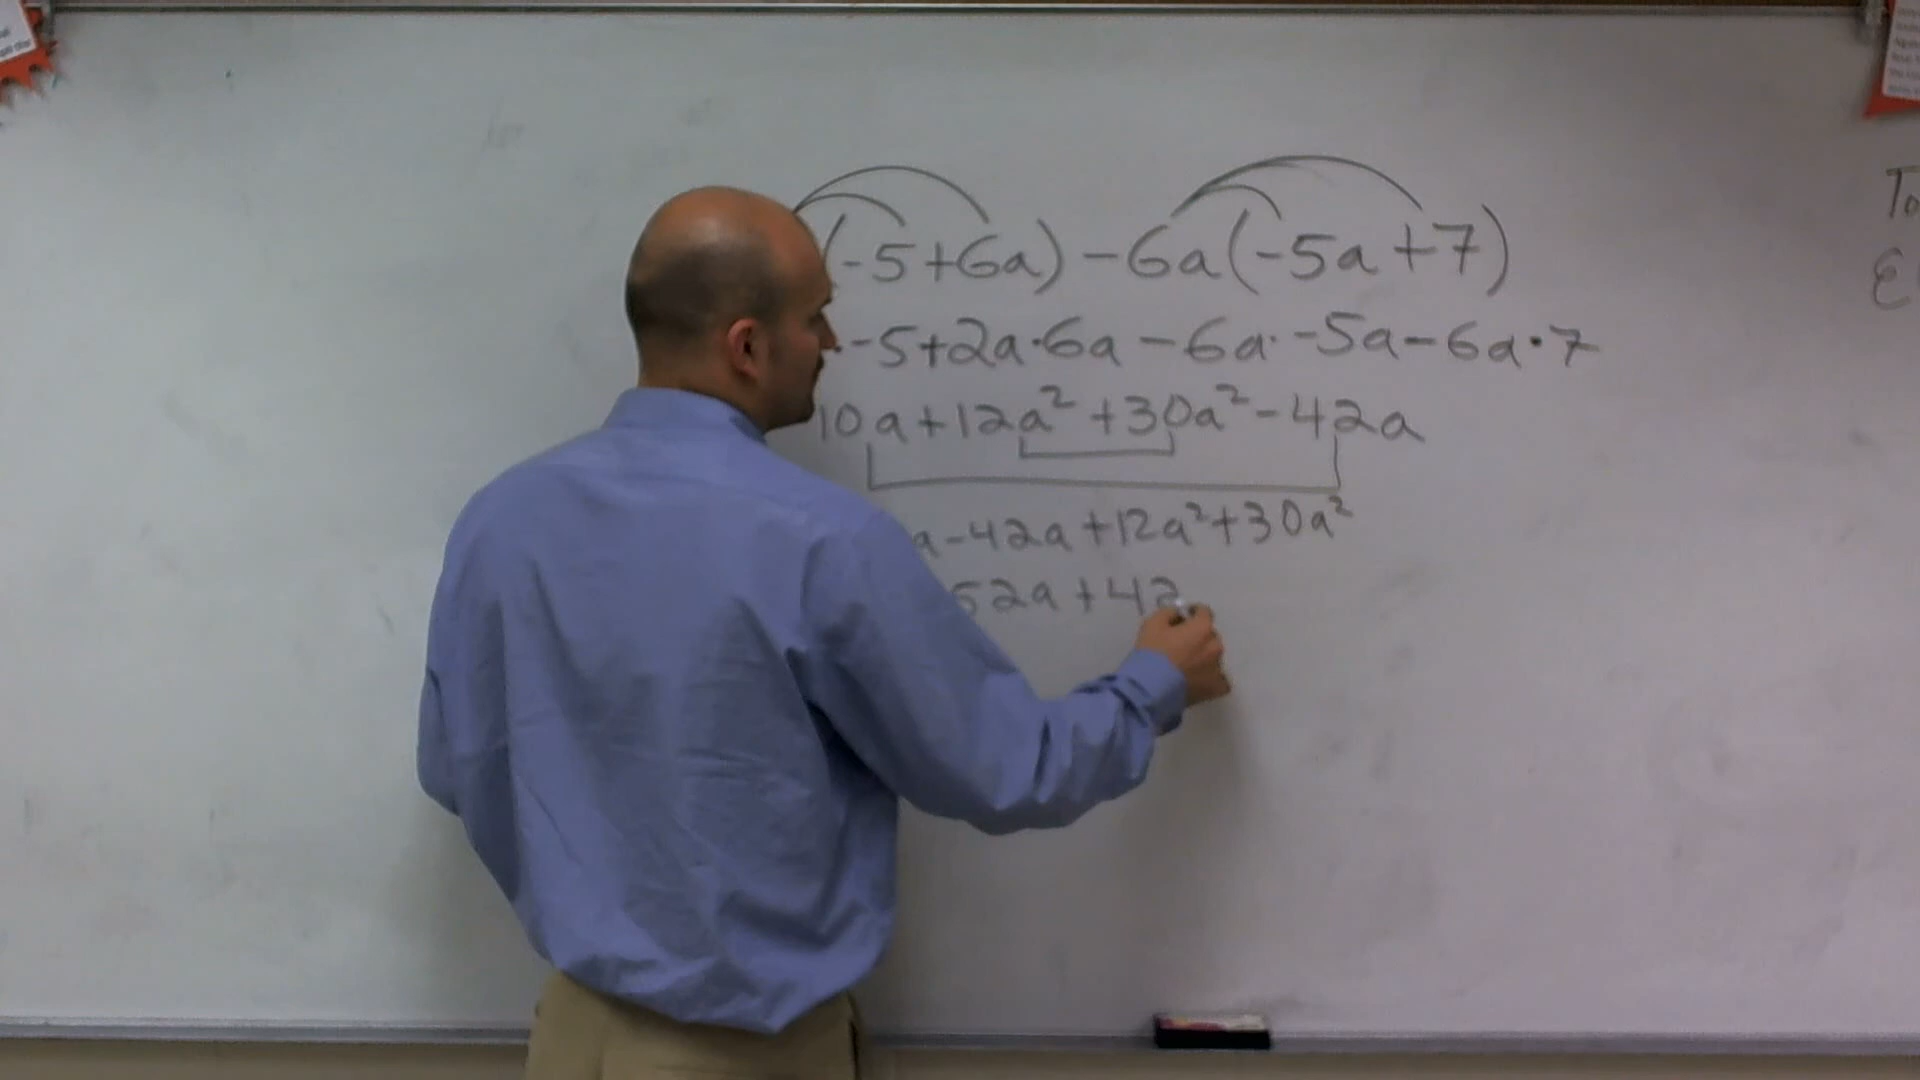 (-5+6a)-6a(-5a+7)
·-5+2a·6a-6a·-5a-6a·7
10a+12a²+30a²-42a
a-42a+12a²+30a²
52a+42
To